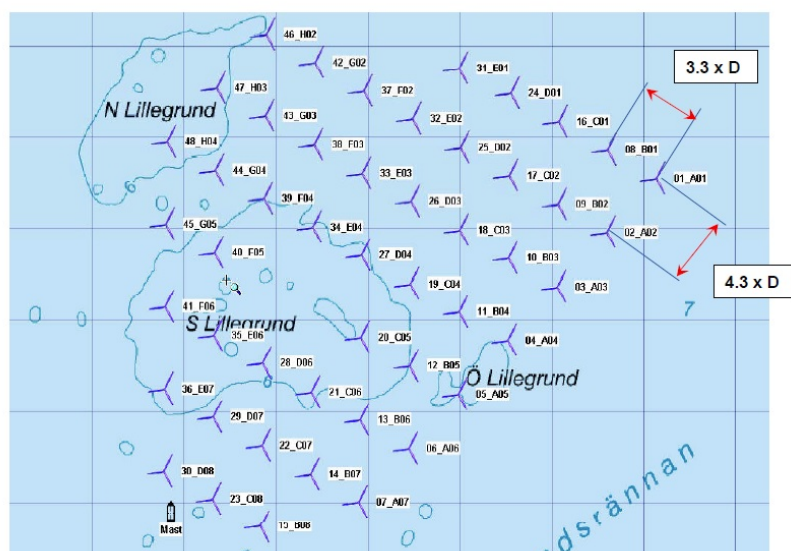 46_H02
42_G02
31_E01
3.3 x D
47_H03
37_F02
24_D01
N Lillegrund
43_G03
32_E02
16_C01
48_H04
38_F03
25_D02
08_B01
44_G04
33_E03
17_C02
01_A01
39_F04
26_D03
09_B02
45_G05
34_E04
18_C03
02_A02
40_F05
27_D04
10_B03
19_C04
03_A03
4.3 x D
41_F06
S Lillegrund
11_B04
7
35_E06
20_C05
04_A04
28_D06
12_B05
Ö Lillegrund
6
36_E07
21_C06
05_A05
29_D07
13_B06
22_C07
06_A06
30_D08
14_B07
23_C08
07_A07
Mast
15_B08
dsrännan